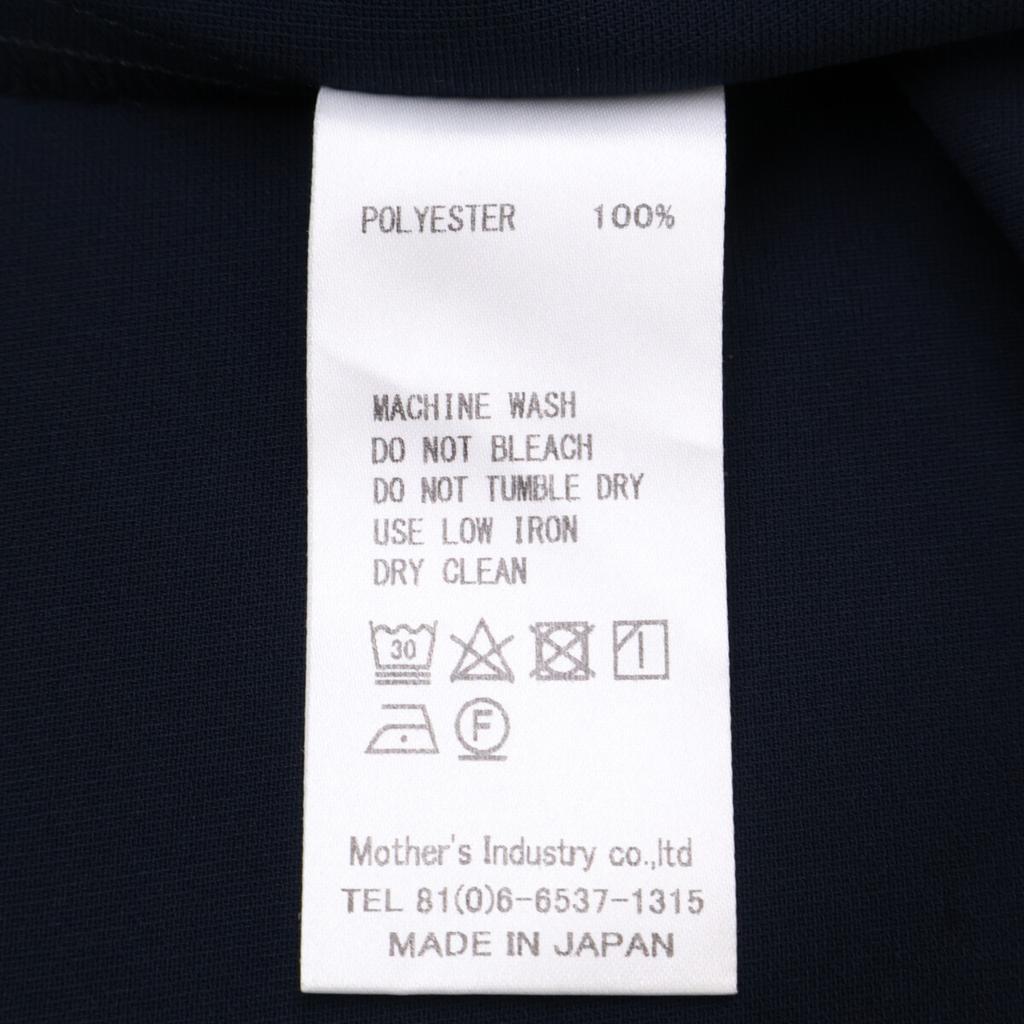 POLYESTER 100%
MACHINE WASH
DO NOT BLEACH
DO NOT TUMBLE DRY
USE LOW IRON
DRY CLEAN
30
F
Mother's Industry co.,ltd
TEL 81(0)6-6537-1315
MADE IN JAPAN